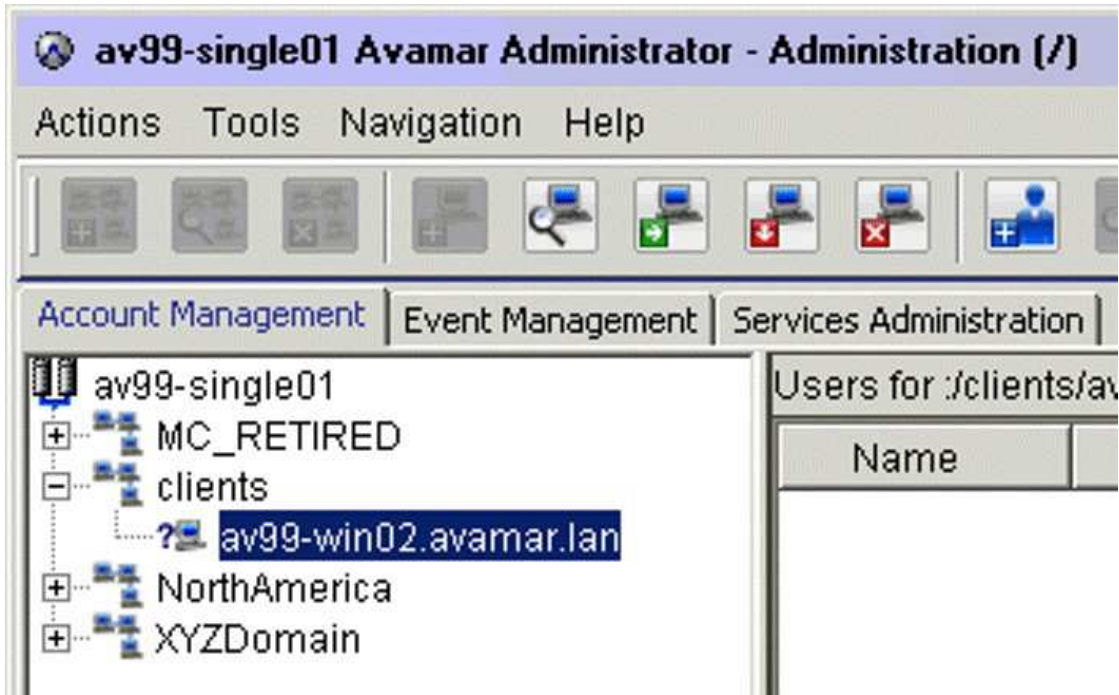 av99-single01 Avamar Administrator - Administration (/)
Actions Tools Navigation Help
Account Management Event Management Services Administration
av99-single01
Users for :/clients/av
MC_RETIRED
Name
clients
av99-win02.avamar.lan
NorthAmerica
XYZDomain